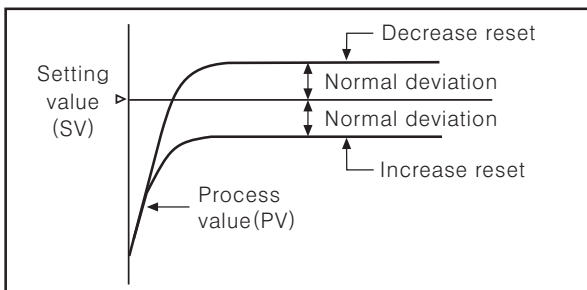 Decrease reset
Setting
value
(SV)
Normal deviation
Normal deviation
Increase reset
Process
value(PV)